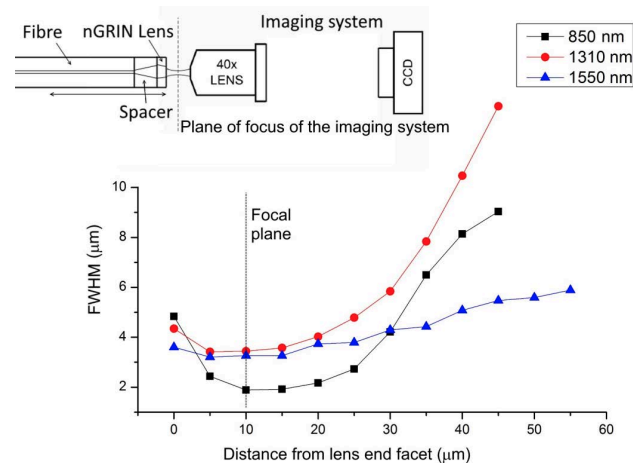 Imaging system
nGRIN Lens
Fibre
40x
LENS
CCD
Spacer
Plane of focus of the imaging system
850 nm
1310 nm
1550 nm
Focal
plane
FWHM (μm)
10
8
6
4
2
0 10 20 30 40 50 60
Distance from lens end facet (μm)